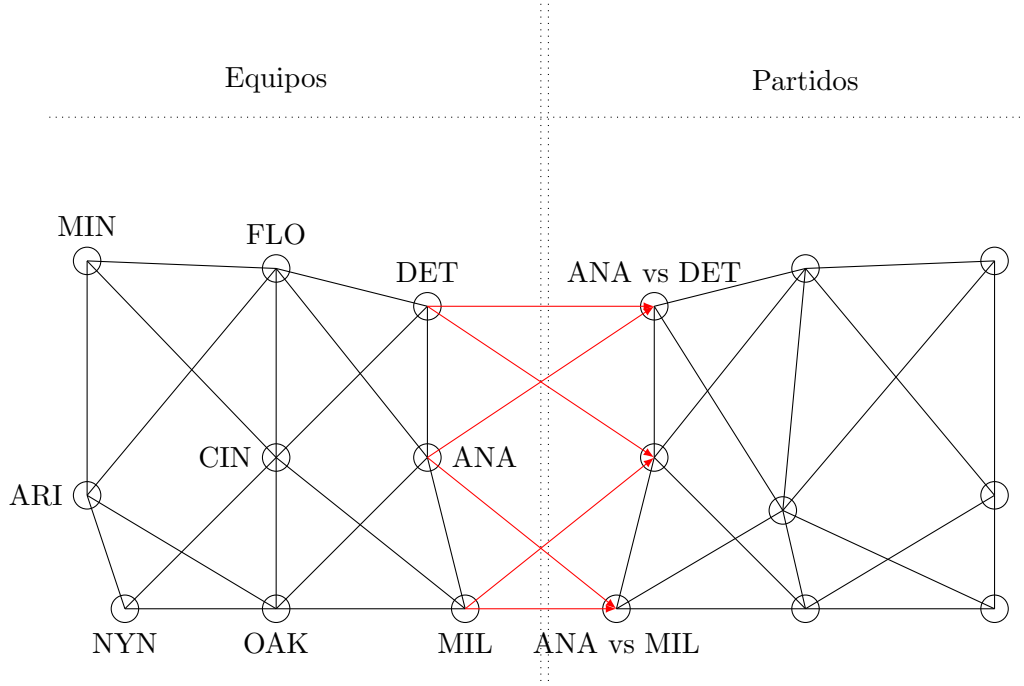 Equipos
Partidos
MIN
FLO
DET
ANA vs DET
CIN
ANA
ARI
NYN
OAK
MIL
ANA vs MIL